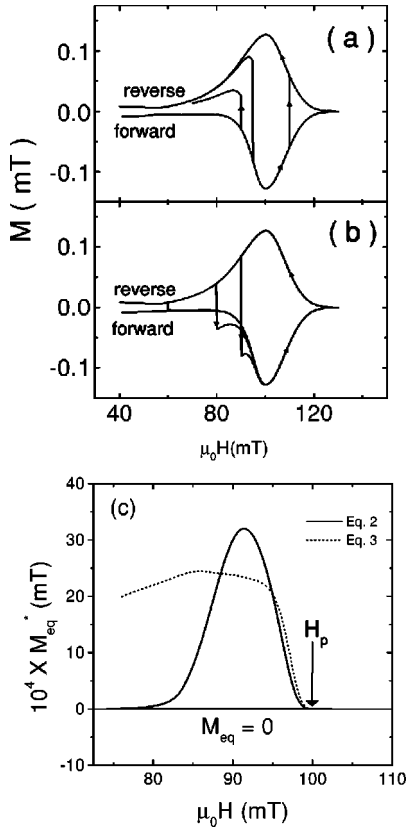 ( a )
0.1
reverse
0.0
forward
-0.1
M ( mT )
( b )
0.1
reverse
0.0
forward
-0.1
40 80 120
μ₀H(mT)
(c)
40
Eq. 2
Eq. 3
30
20
10
0
-10
10⁴ X M*eq (mT)
Hp
Meq = 0
80 90 100 110
μ₀H (mT)